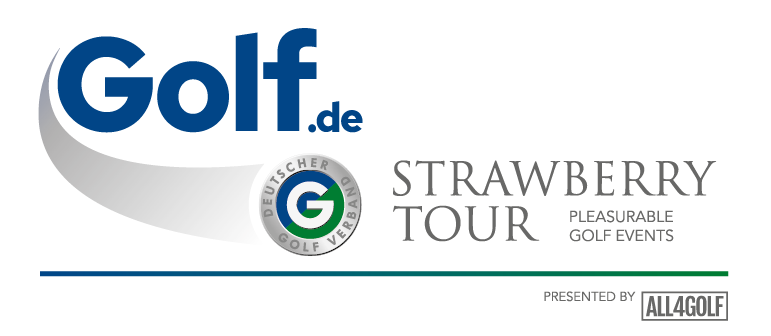 Golf.de
DEUTSCHER
GOLF VERBAND
G
STRAWBERRY
TOUR
PLEASURABLE
GOLF EVENTS
PRESENTED BY ALL4GOLF